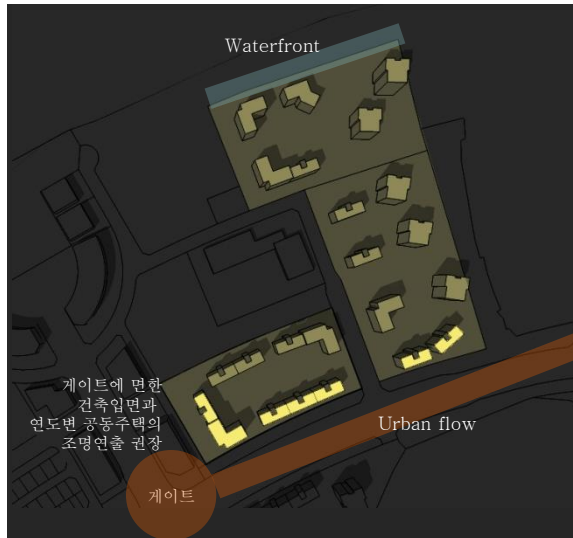 Waterfront
게이트에 면한
건축입면과
연도변 공동주택의
조명연출 권장
Urban flow
게이트